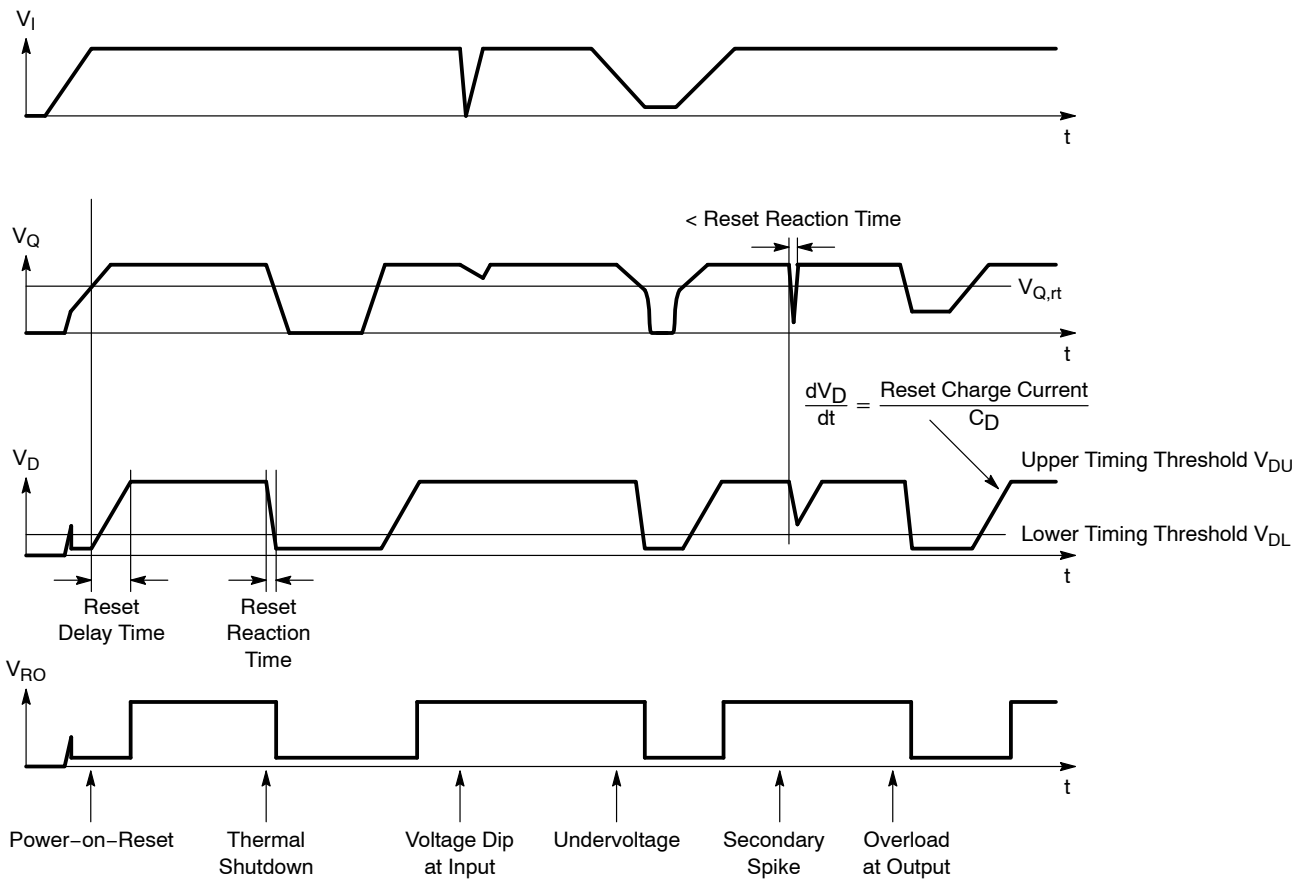 V_I
t
< Reset Reaction Time
V_Q
V_Q,rt
t
dV_D
dt
=
Reset Charge Current
C_D
V_D
Upper Timing Threshold V_DU
Lower Timing Threshold V_DL
t
Reset
Delay Time
Reset
Reaction
Time
V_RO
t
Power−on−Reset
Thermal
Shutdown
Voltage Dip
at Input
Undervoltage
Secondary
Spike
Overload
at Output